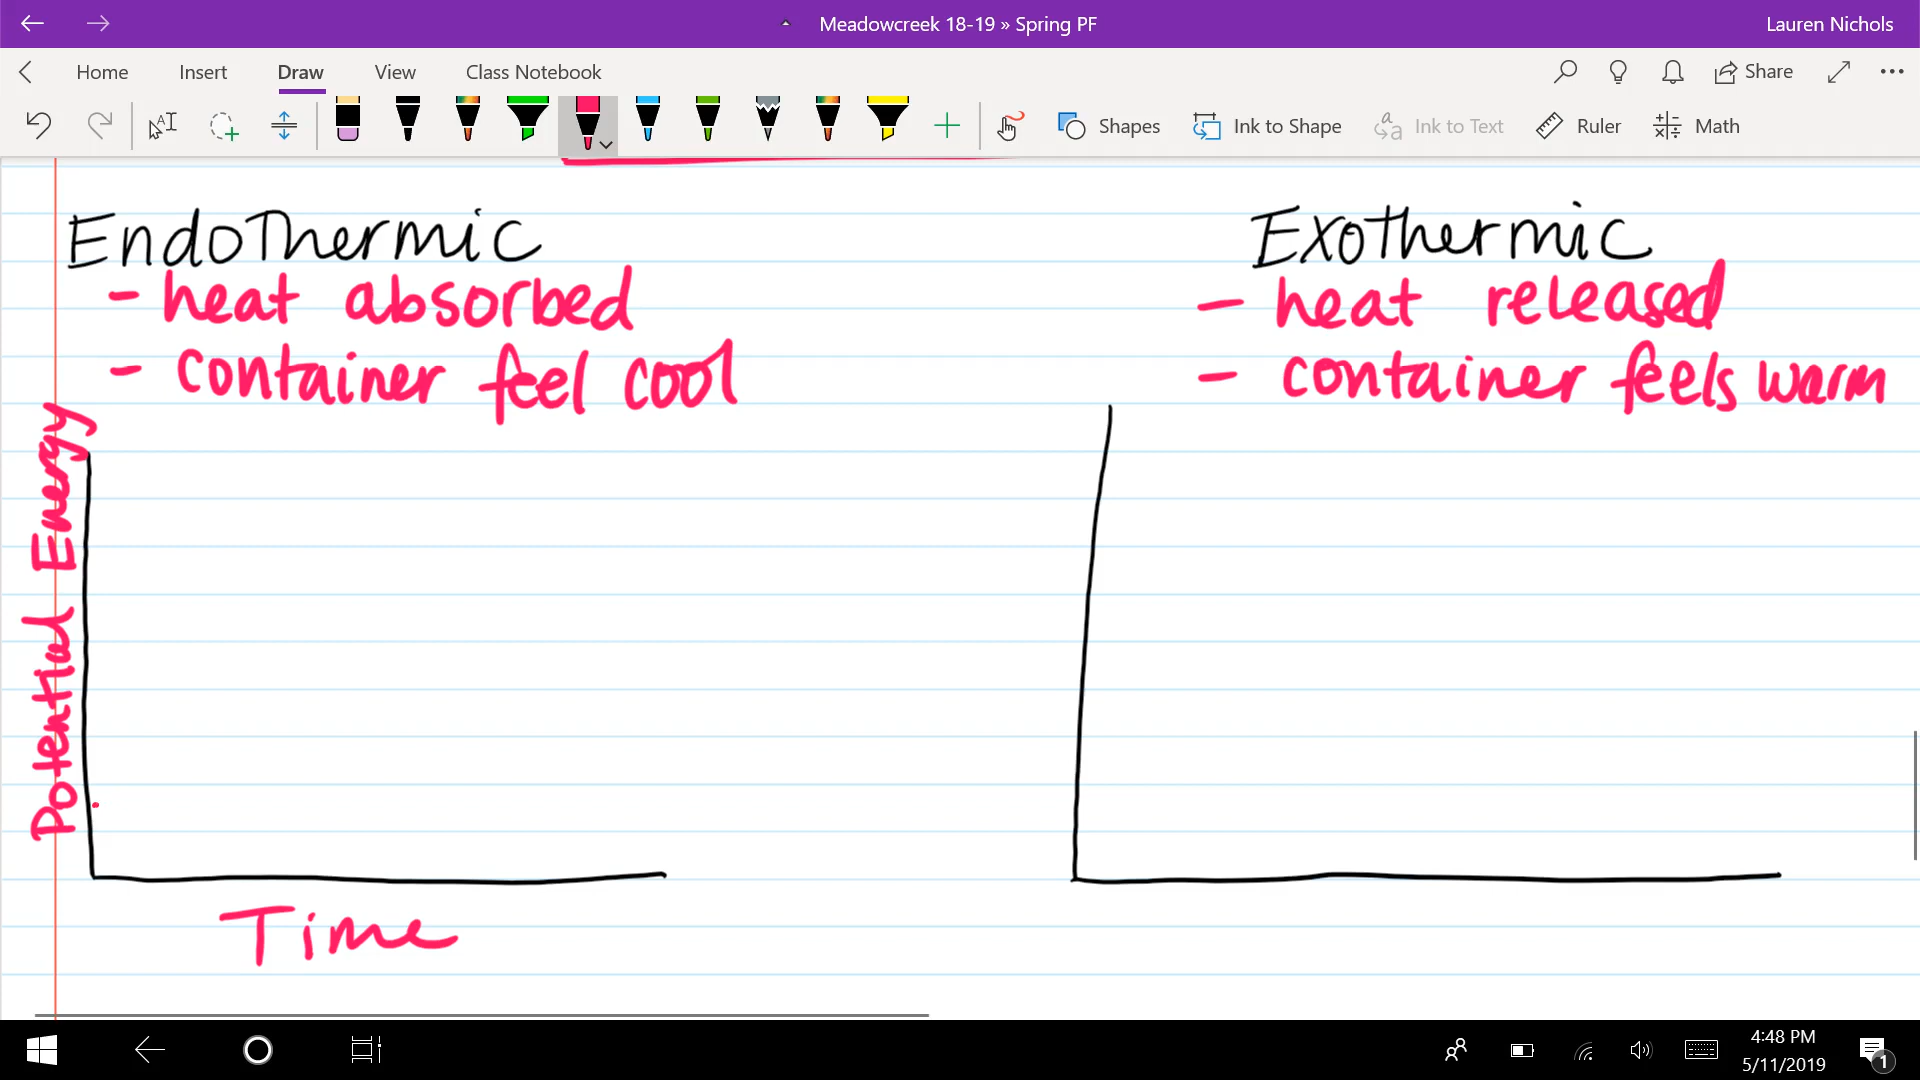 Meadowcreek 18-19 » Spring PF
Lauren Nichols
Home Insert Draw View Class Notebook
Share
Shapes Ink to Shape Ink to Text Ruler Math
Endothermic
- heat absorbed
- container feel cool
Exothermic
- heat released
- container feels warm
Potential Energy
Time
4:48 PM
5/11/2019
1